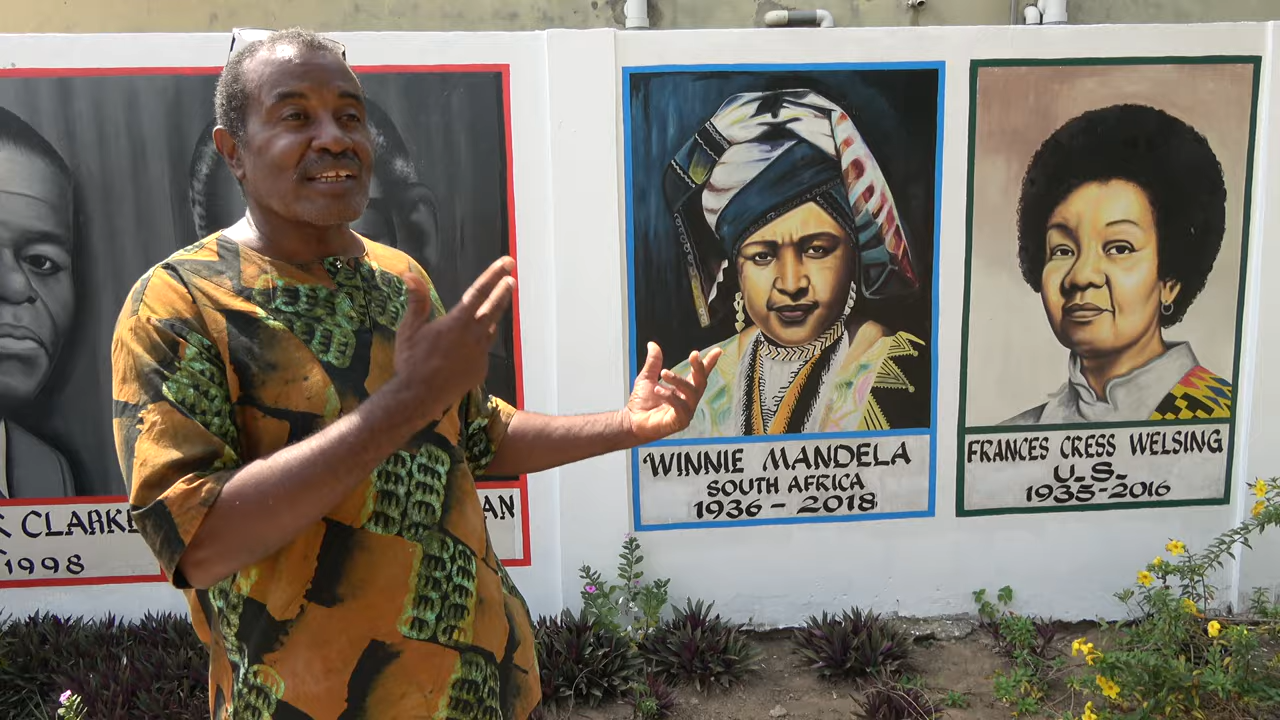 K CLARKE
1998
AN
WINNIE MANDELA
SOUTH AFRICA
1936 - 2018
FRANCES CRESS WELSING
U.S.
1935-2016